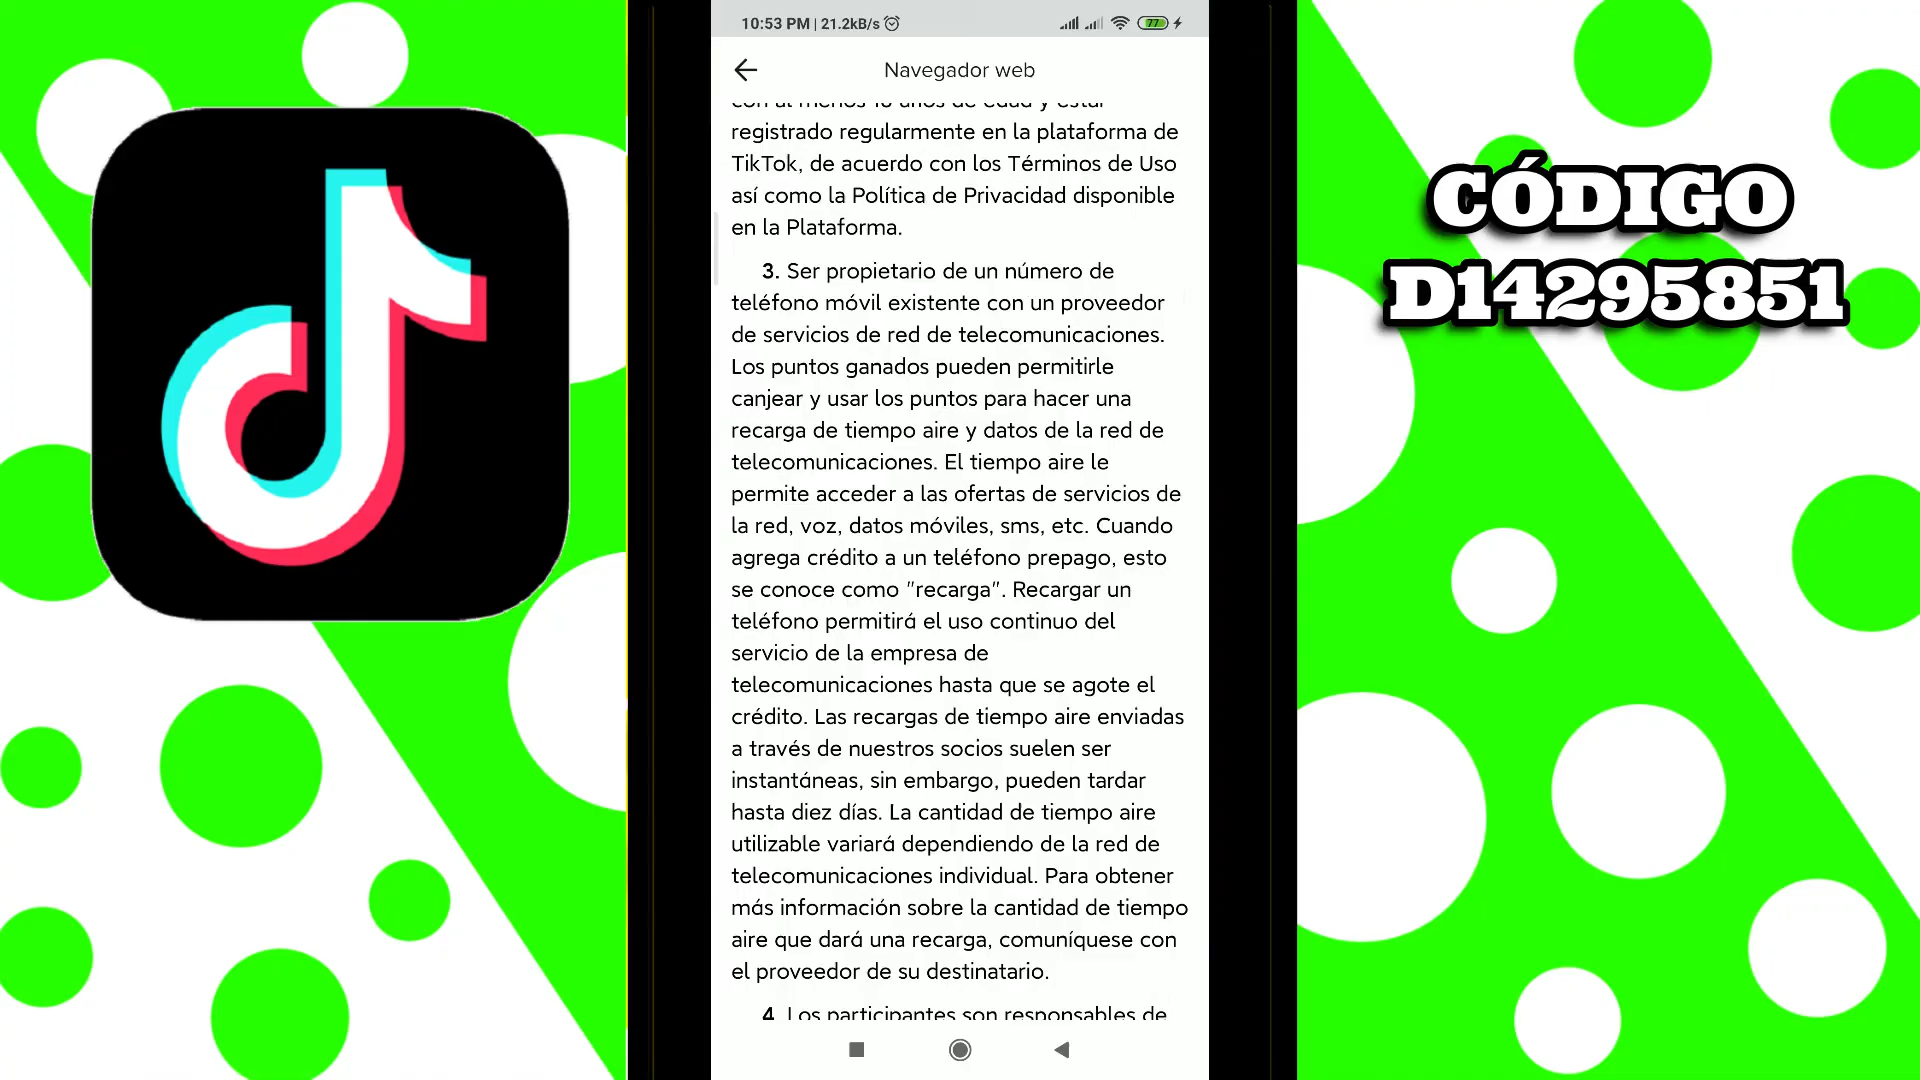 10:53 PM | 21.2kB/s
77
Navegador web
con al menos 18 años de edad y estar
registrado regularmente en la plataforma de
TikTok, de acuerdo con los Términos de Uso
así como la Política de Privacidad disponible
en la Plataforma.
3. Ser propietario de un número de
teléfono móvil existente con un proveedor
de servicios de red de telecomunicaciones.
Los puntos ganados pueden permitirle
canjear y usar los puntos para hacer una
recarga de tiempo aire y datos de la red de
telecomunicaciones. El tiempo aire le
permite acceder a las ofertas de servicios de
la red, voz, datos móviles, sms, etc. Cuando
agrega crédito a un teléfono prepago, esto
se conoce como "recarga". Recargar un
teléfono permitirá el uso continuo del
servicio de la empresa de
telecomunicaciones hasta que se agote el
crédito. Las recargas de tiempo aire enviadas
a través de nuestros socios suelen ser
instantáneas, sin embargo, pueden tardar
hasta diez días. La cantidad de tiempo aire
utilizable variará dependiendo de la red de
telecomunicaciones individual. Para obtener
más información sobre la cantidad de tiempo
aire que dará una recarga, comuníquese con
el proveedor de su destinatario.
4. Los participantes son responsables de
CÓDIGO
D14295851